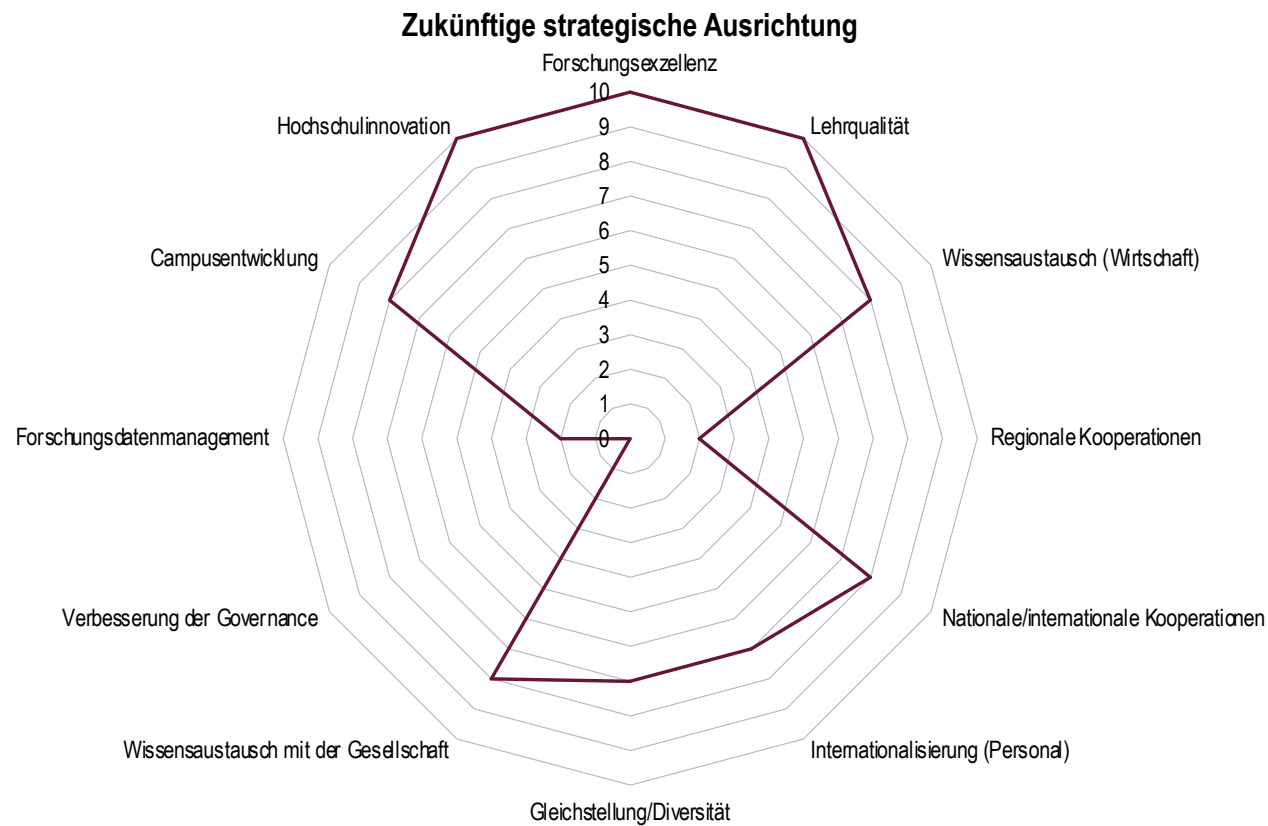 Zukünftige strategische Ausrichtung
Forschungsexzellenz
Hochschulinnovation
Lehrqualität
Campusentwicklung
Wissensaustausch (Wirtschaft)
Forschungsdatenmanagement
Regionale Kooperationen
Verbesserung der Governance
Nationale/internationale Kooperationen
Wissensaustausch mit der Gesellschaft
Internationalisierung (Personal)
Gleichstellung/Diversität
10
9
8
7
6
5
4
3
2
1
0